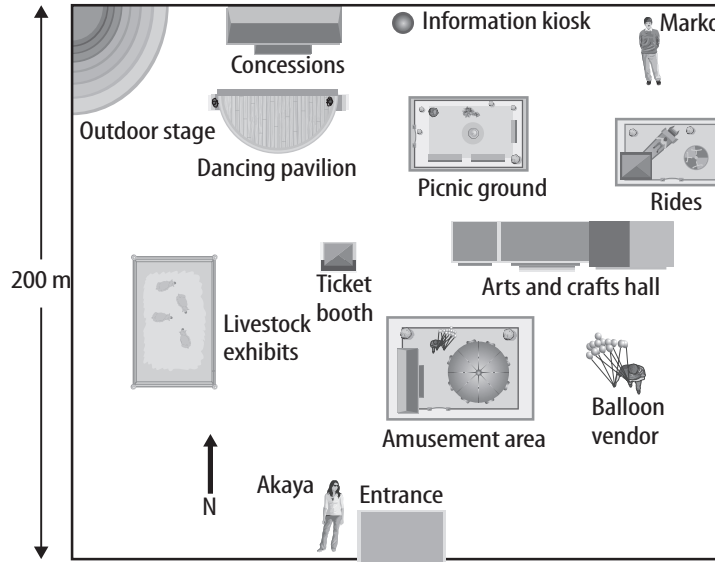 Information kiosk
Marko
Concessions
Outdoor stage
Dancing pavilion
Picnic ground
Rides
200 m
Ticket
booth
Arts and crafts hall
Livestock
exhibits
Balloon
vendor
Amusement area
Akaya
Entrance
N